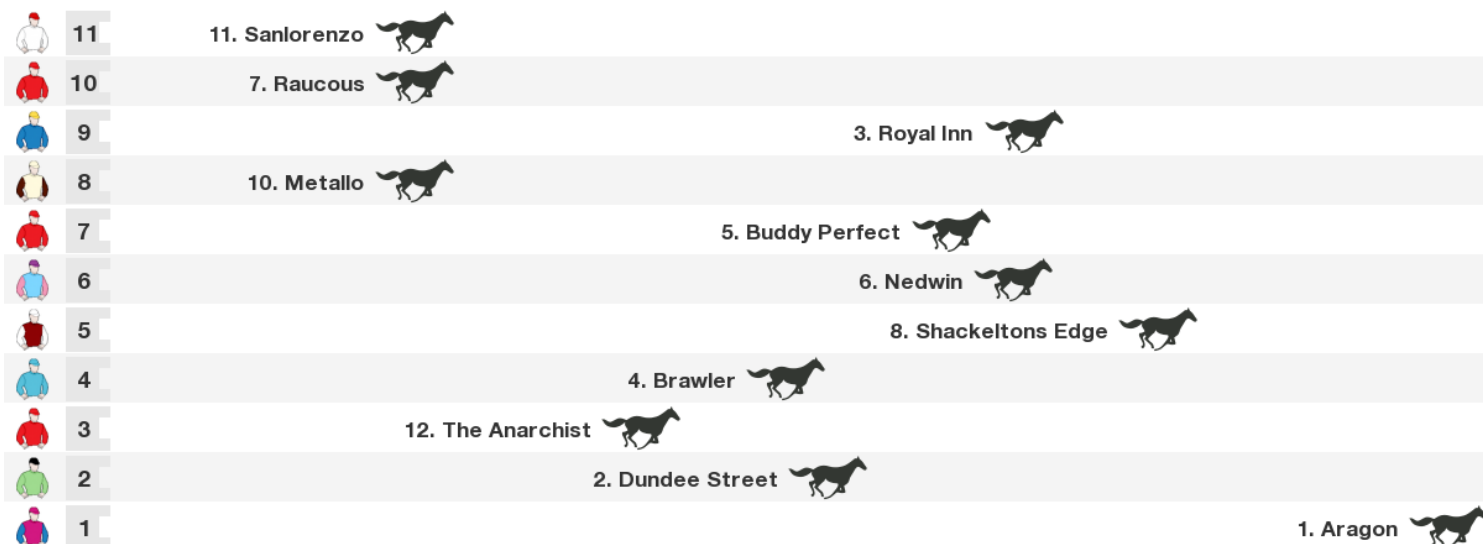 11 11. Sanlorenzo
10 7. Raucous
9 3. Royal Inn
8 10. Metallo
7 5. Buddy Perfect
6 6. Nedwin
5 8. Shackeltons Edge
4 4. Brawler
3 12. The Anarchist
2 2. Dundee Street
1 1. Aragon